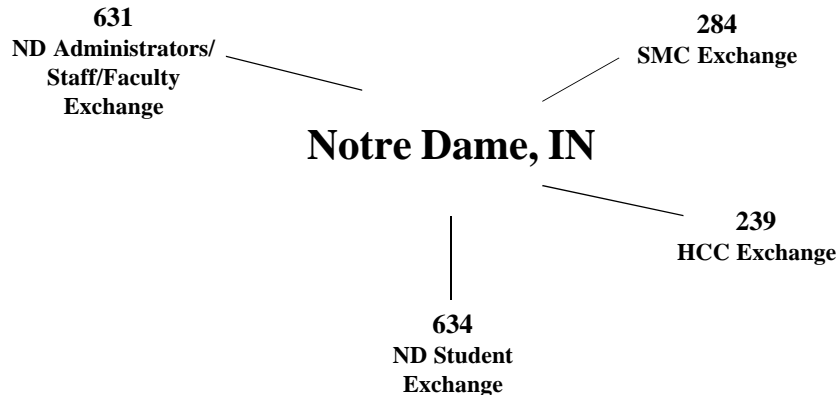 631
ND Administrators/
Staff/Faculty
Exchange
284
SMC Exchange
Notre Dame, IN
239
HCC Exchange
634
ND Student
Exchange